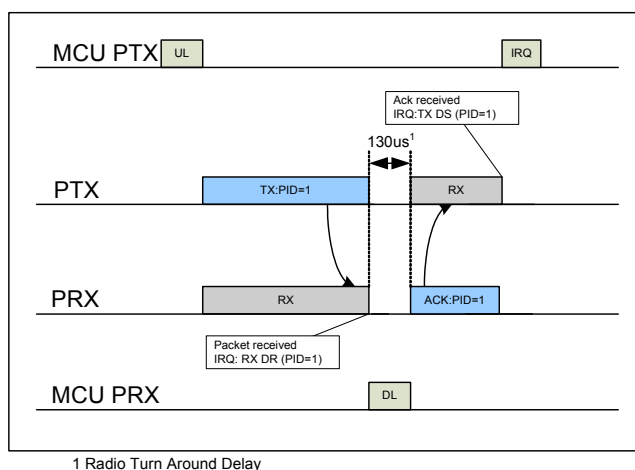 MCU PTX
UL
IRQ
Ack received
IRQ:TX DS (PID=1)
130us1
PTX
TX:PID=1
RX
PRX
RX
ACK:PID=1
Packet received
IRQ: RX DR (PID=1)
MCU PRX
DL
1 Radio Turn Around Delay